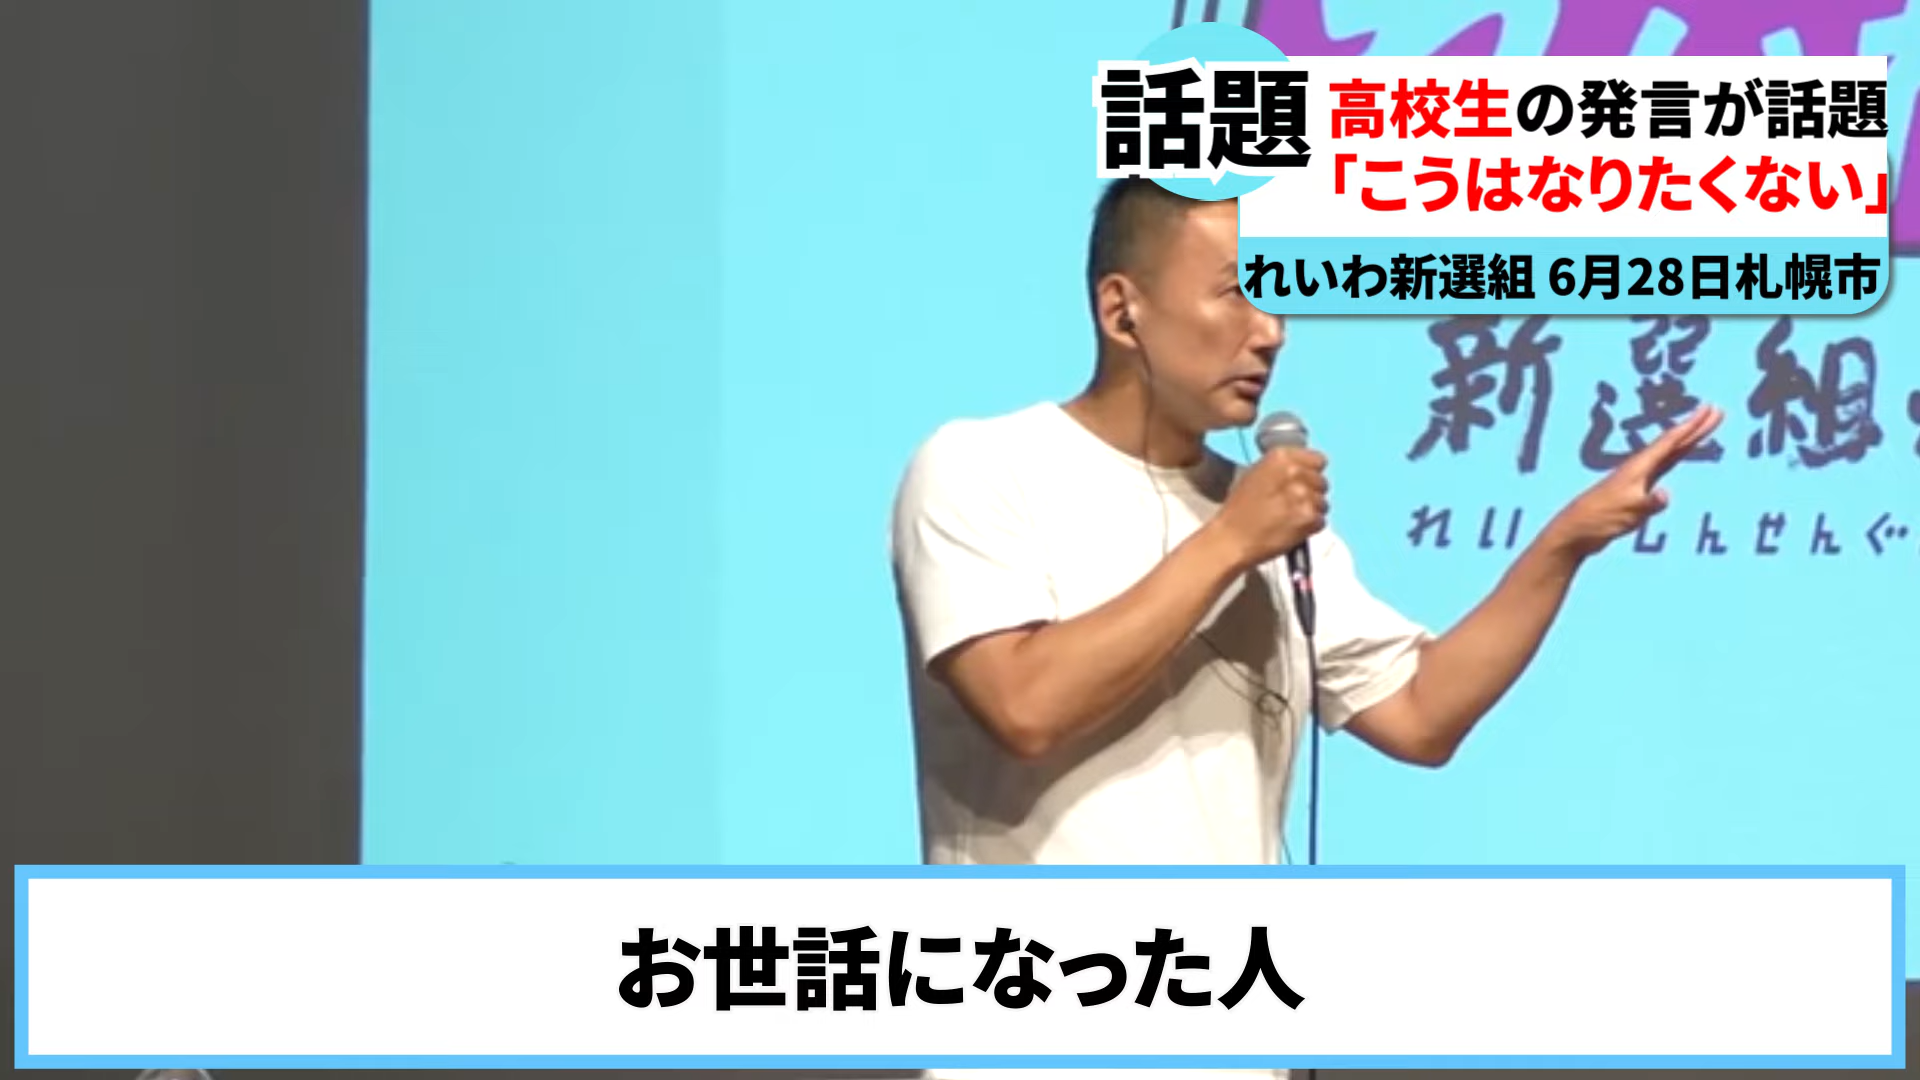 話題
高校生の発言が話題
「こうはなりたくない」
れいわ新選組 6月28日札幌市
新選組
れい しんせんぐ
お世話になった人